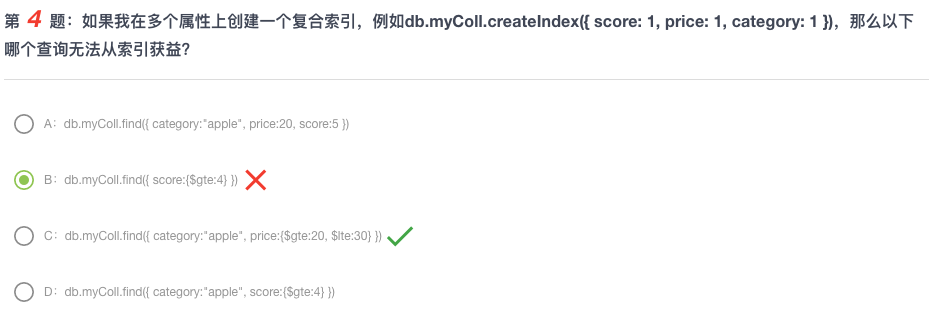 第 4 题：如果我在多个属性上创建一个复合索引，例如db.myColl.createIndex({ score: 1, price: 1, category: 1 })，那么以下
哪个查询无法从索引获益？
A：db.myColl.find({ category:"apple", price:20, score:5 })
B：db.myColl.find({ score:{$gte:4} })
C：db.myColl.find({ category:"apple", price:{$gte:20, $lte:30} })
D：db.myColl.find({ category:"apple", score:{$gte:4} })